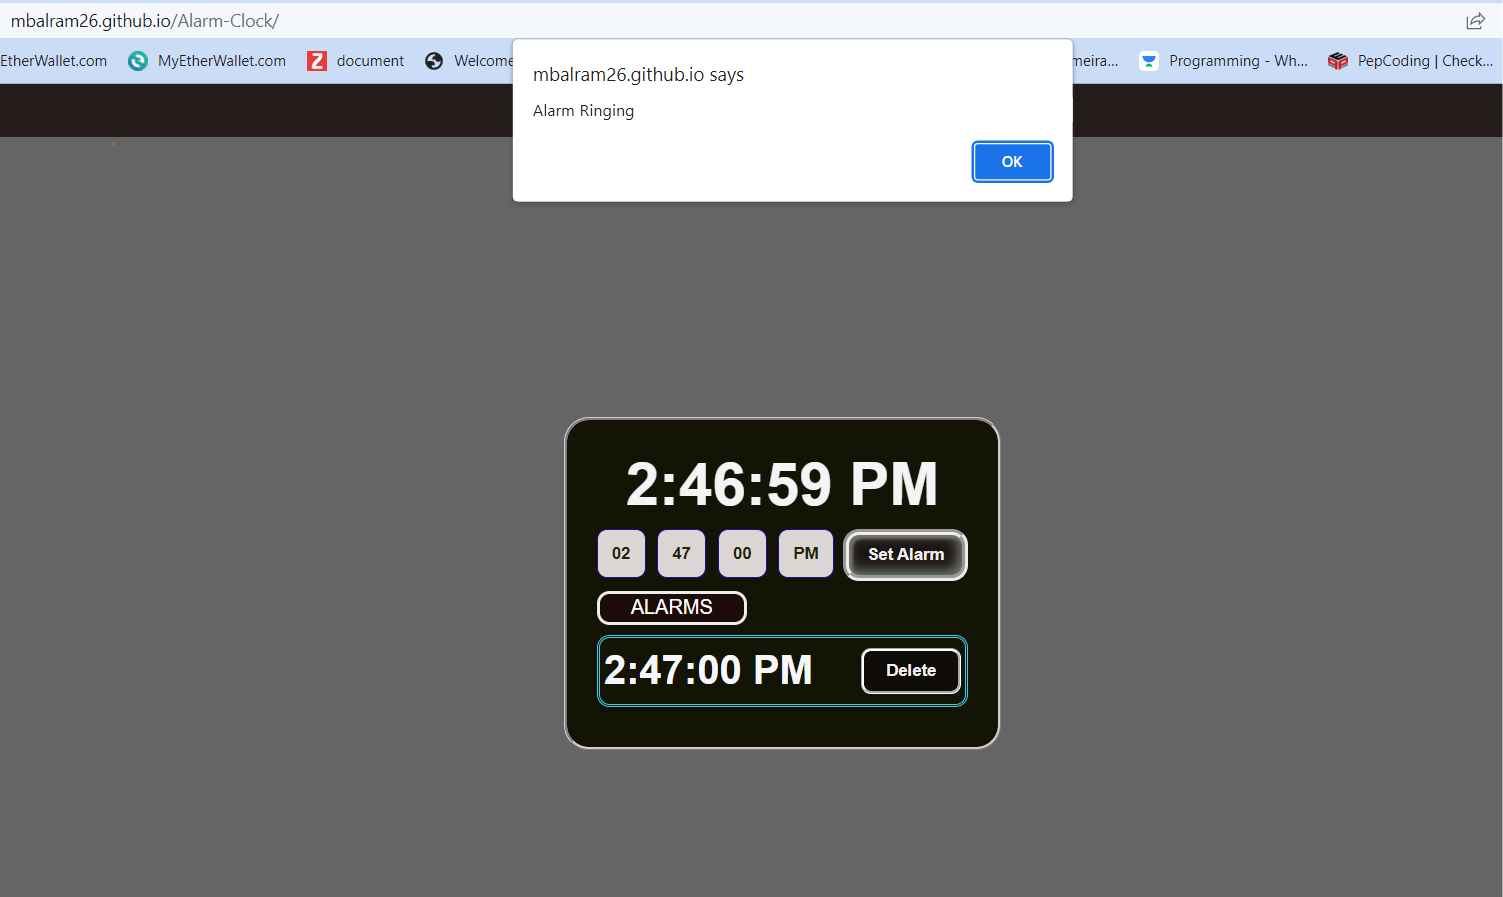 mbalram26.github.io/Alarm-Clock/
EtherWallet.com MyEtherWallet.com document Welcome meira... Programming - Wh... PepCoding | Check...
mbalram26.github.io says
Alarm Ringing
OK
2:46:59 PM
02 47 00 PM Set Alarm
ALARMS
2:47:00 PM Delete